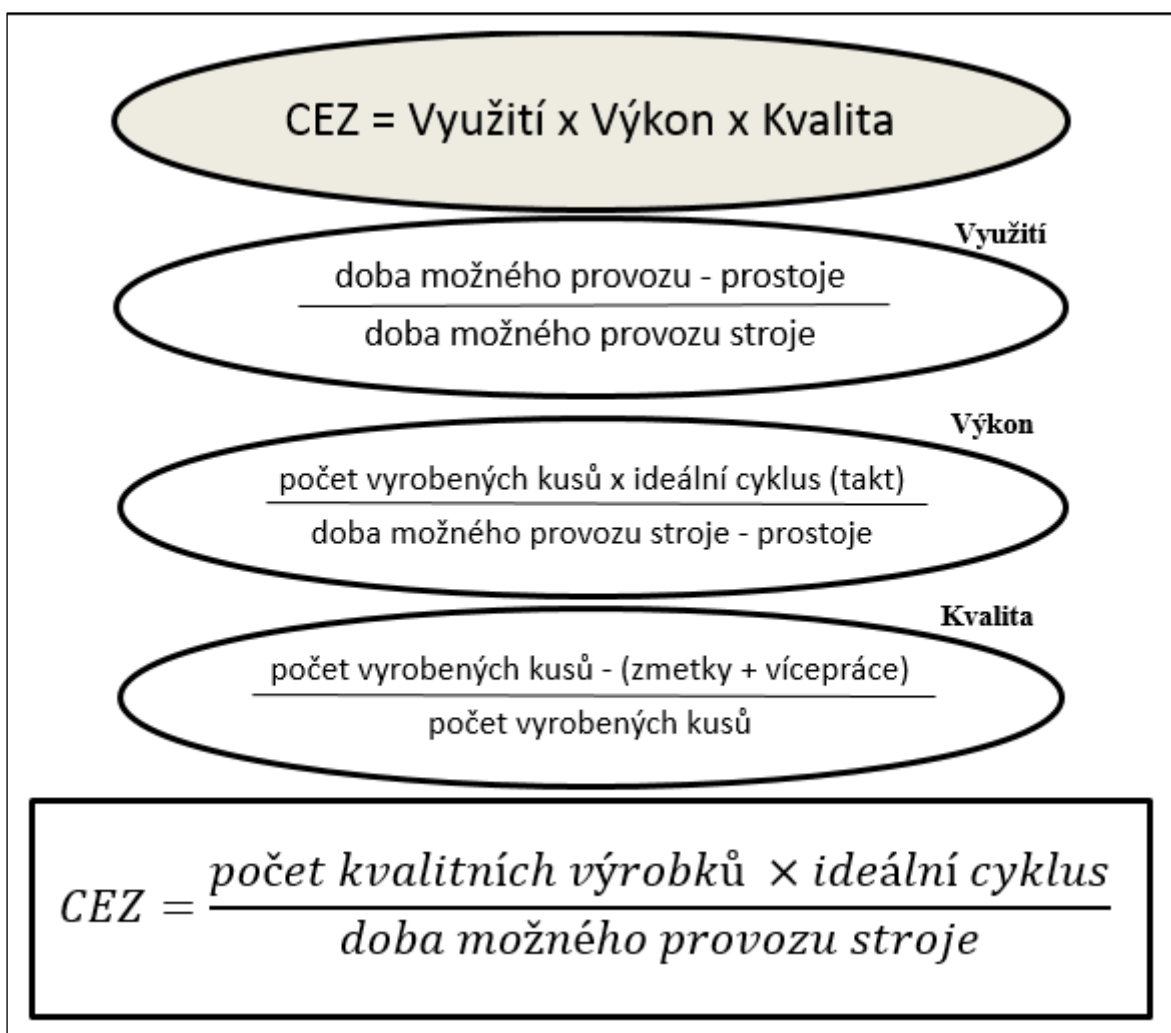 CEZ = Využití x Výkon x Kvalita
Využití
doba možného provozu - prostoje
doba možného provozu stroje
Výkon
počet vyrobených kusů x ideální cyklus (takt)
doba možného provozu stroje - prostoje
Kvalita
počet vyrobených kusů - (zmetky + vícepráce)
počet vyrobených kusů
CEZ = počet kvalitních výrobků × ideální cyklus
doba možného provozu stroje